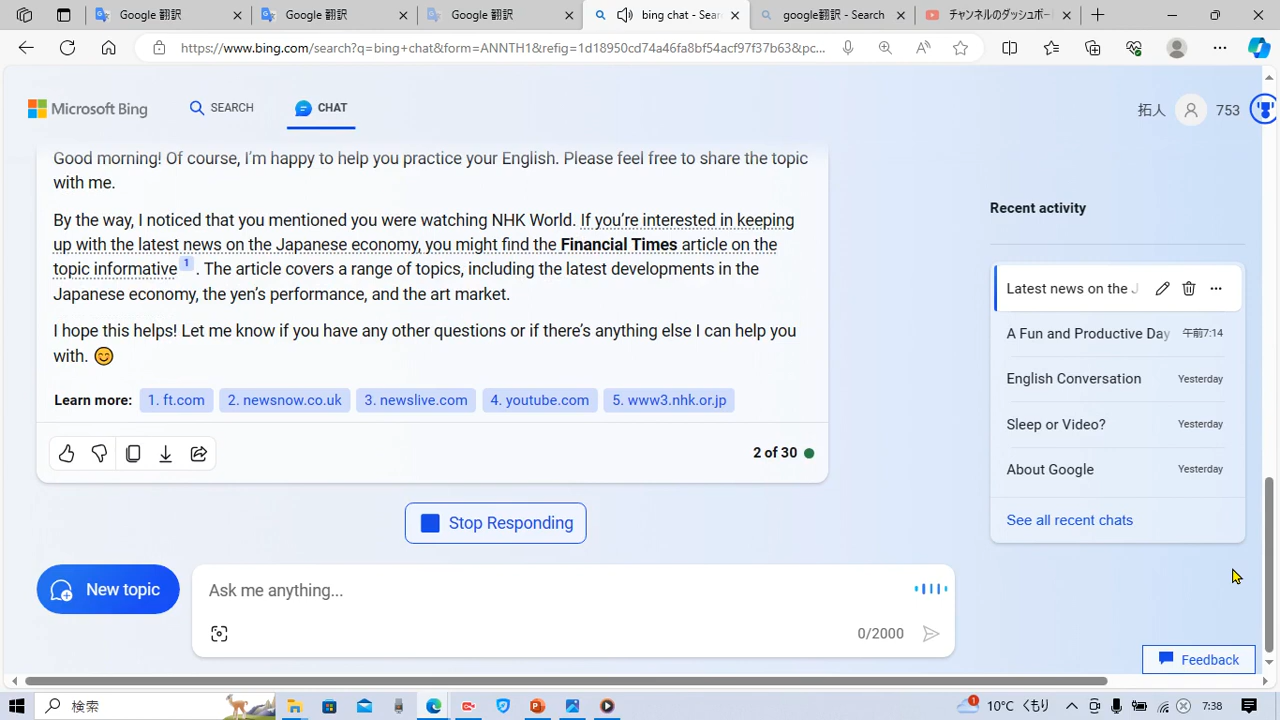 Google 翻訳
Google 翻訳
Google 翻訳
bing chat - Sear
google翻訳 - Search
チャンネルのダッシュボー
https://www.bing.com/search?q=bing+chat&form=ANNTH1&refig=1d18950cd74a46fa8bf54acf97f37b63&pc...
Microsoft Bing
SEARCH
CHAT
拓人
753
Good morning! Of course, I'm happy to help you practice your English. Please feel free to share the topic
with me.
By the way, I noticed that you mentioned you were watching NHK World. If you're interested in keeping
up with the latest news on the Japanese economy, you might find the Financial Times article on the
topic informative 1 . The article covers a range of topics, including the latest developments in the
Japanese economy, the yen's performance, and the art market.
I hope this helps! Let me know if you have any other questions or if there's anything else I can help you
with. 😊
Learn more: 1. ft.com 2. newsnow.co.uk 3. newslive.com 4. youtube.com 5. www3.nhk.or.jp
2 of 30
Stop Responding
New topic
Ask me anything...
0/2000
Recent activity
Latest news on the J
A Fun and Productive Day 午前7:14
English Conversation Yesterday
Sleep or Video? Yesterday
About Google Yesterday
See all recent chats
Feedback
検索
1
10°C くもり
7:38